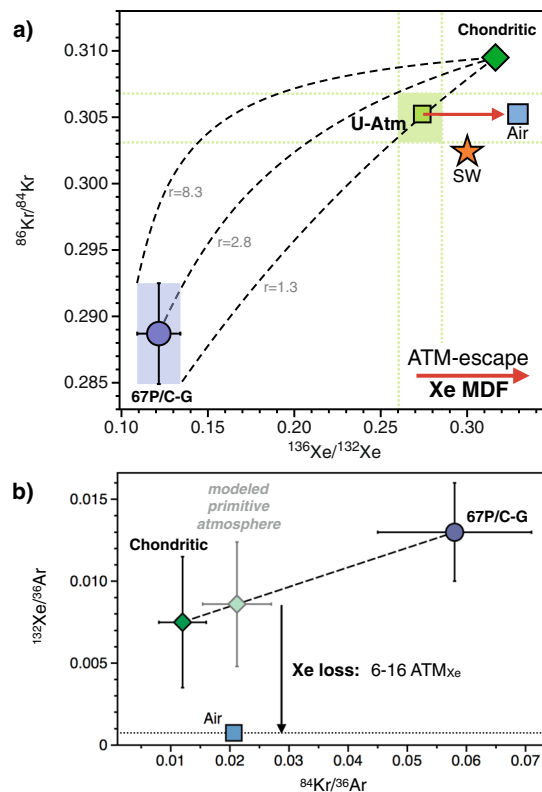 a)
Chondritic
0.310
0.305
U-Atm
Air
SW
0.300
86Kr/84Kr
r=8.3
0.295
r=2.8
r=1.3
0.290
ATM-escape
Xe MDF
0.285
67P/C-G
0.10 0.15 0.20 0.25 0.30
136Xe/132Xe
b)
0.015
modeled
primitive
atmosphere
67P/C-G
Chondritic
0.010
132Xe/36Ar
0.005
Xe loss: 6-16 ATMXe
Air
0
0.01 0.02 0.03 0.04 0.05 0.06 0.07
84Kr/36Ar